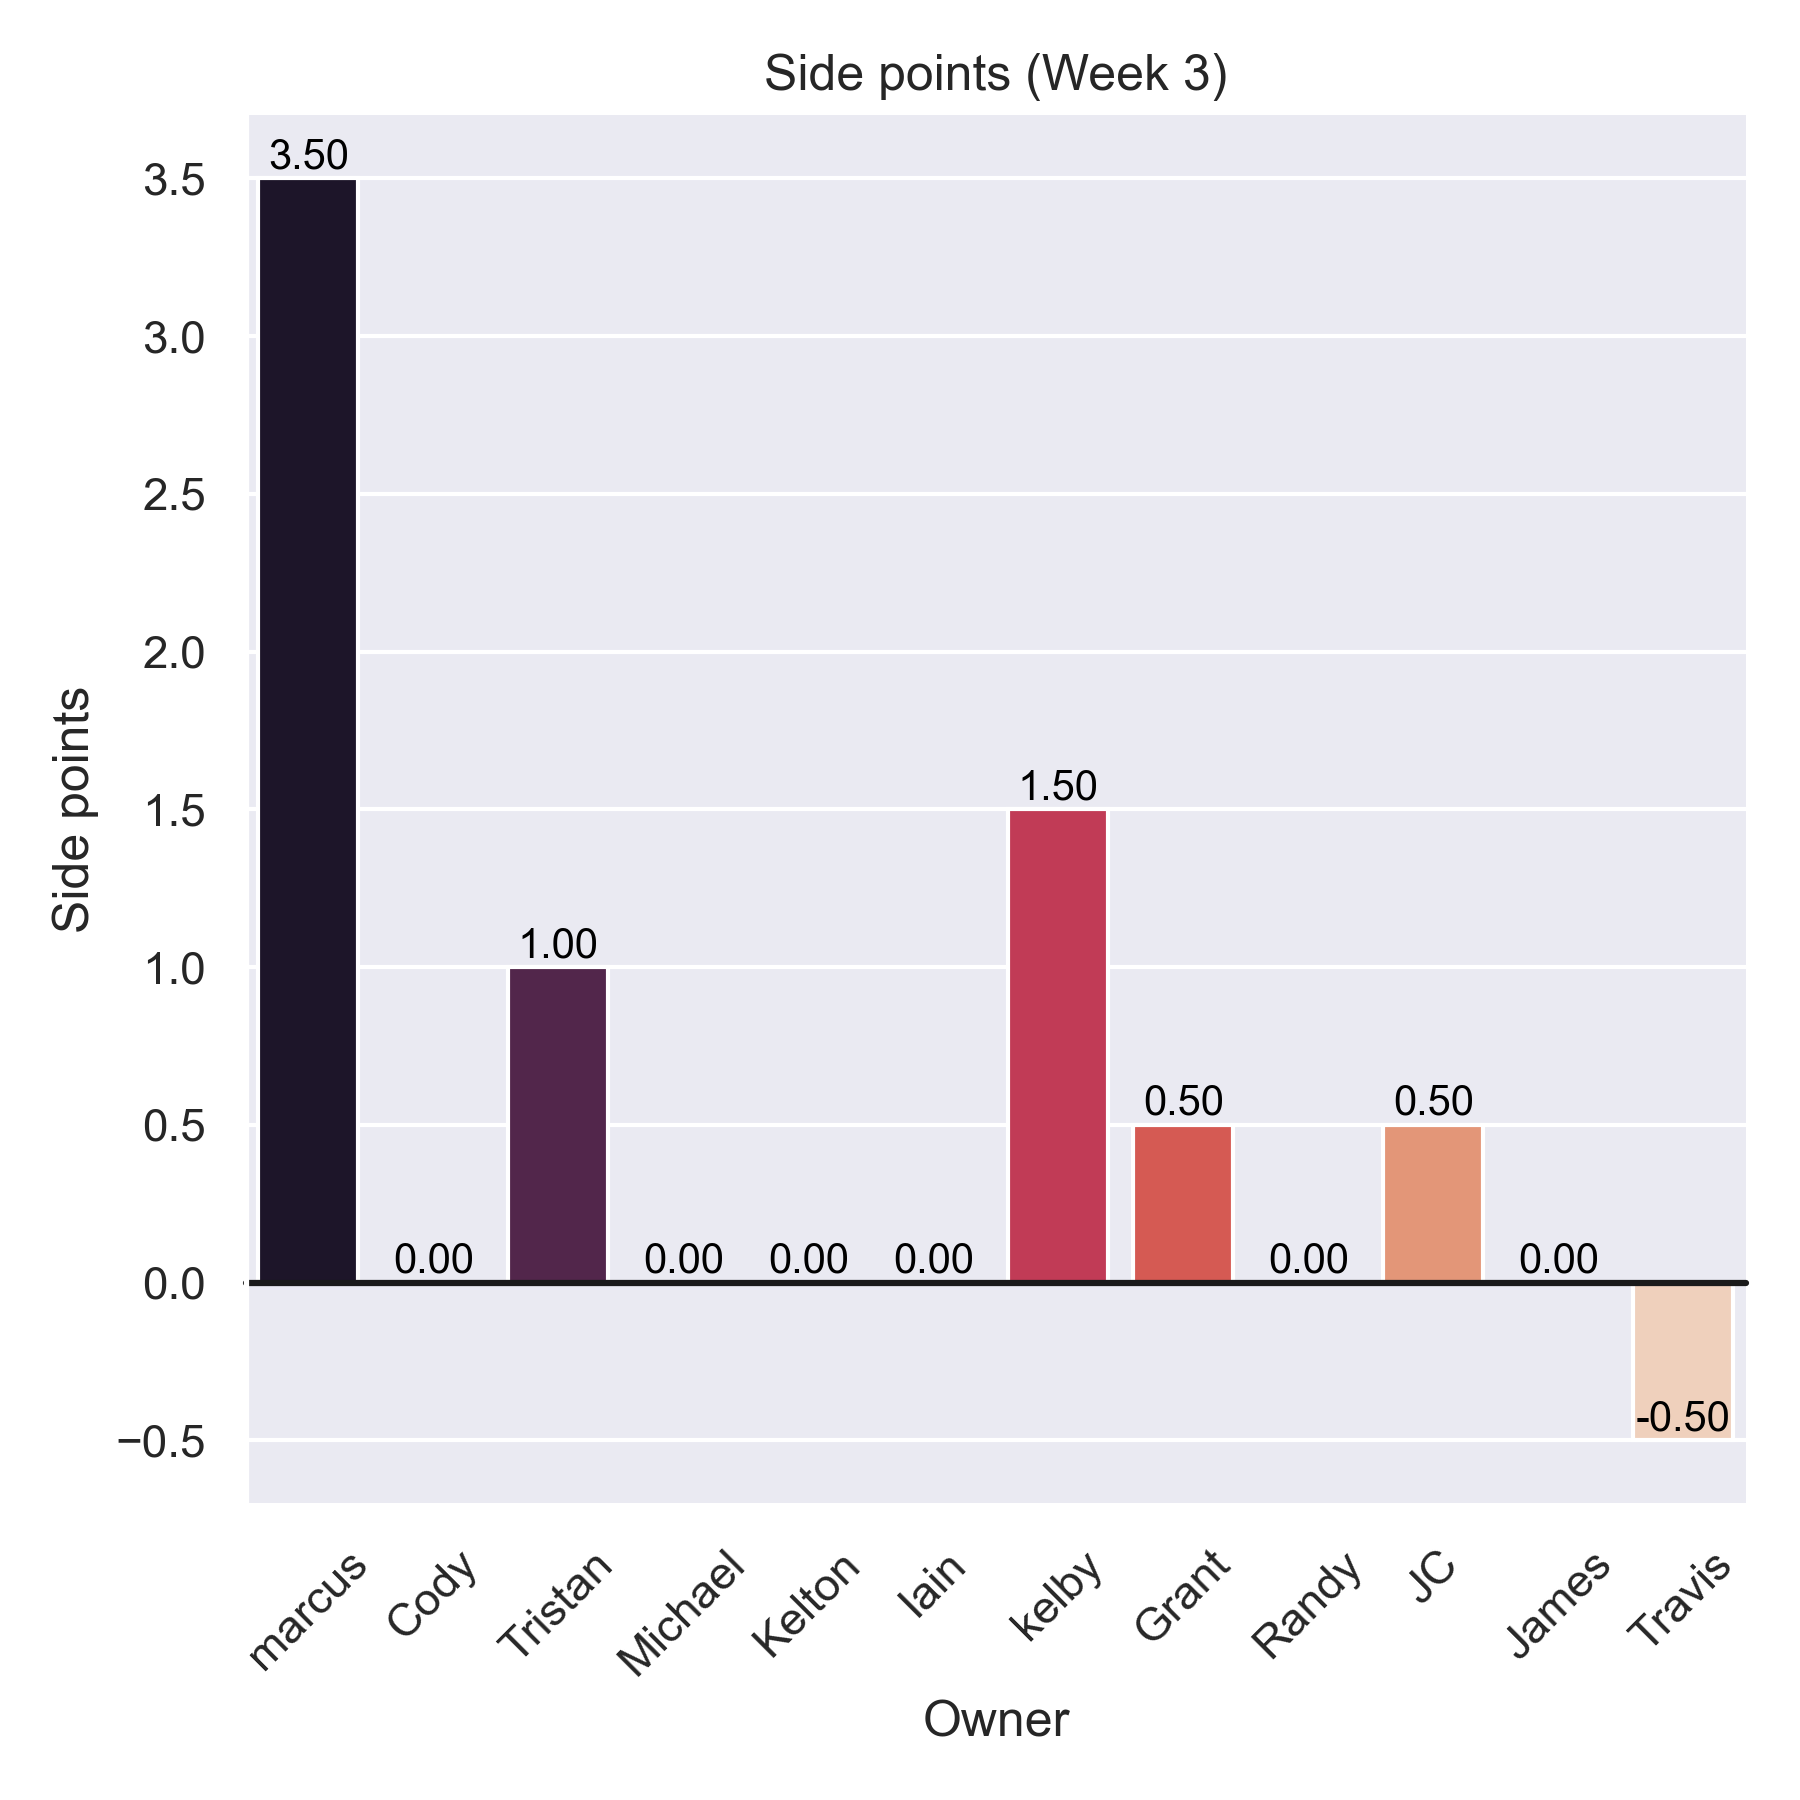 Side points (Week 3)
Side points
3.5
3.0
2.5
2.0
1.5
1.0
0.5
0.0
−0.5
3.50
0.00
1.00
0.00
0.00
0.00
1.50
0.50
0.00
0.50
0.00
-0.50
marcus
Cody
Tristan
Michael
Kelton
Iain
kelby
Grant
Randy
JC
James
Travis
Owner